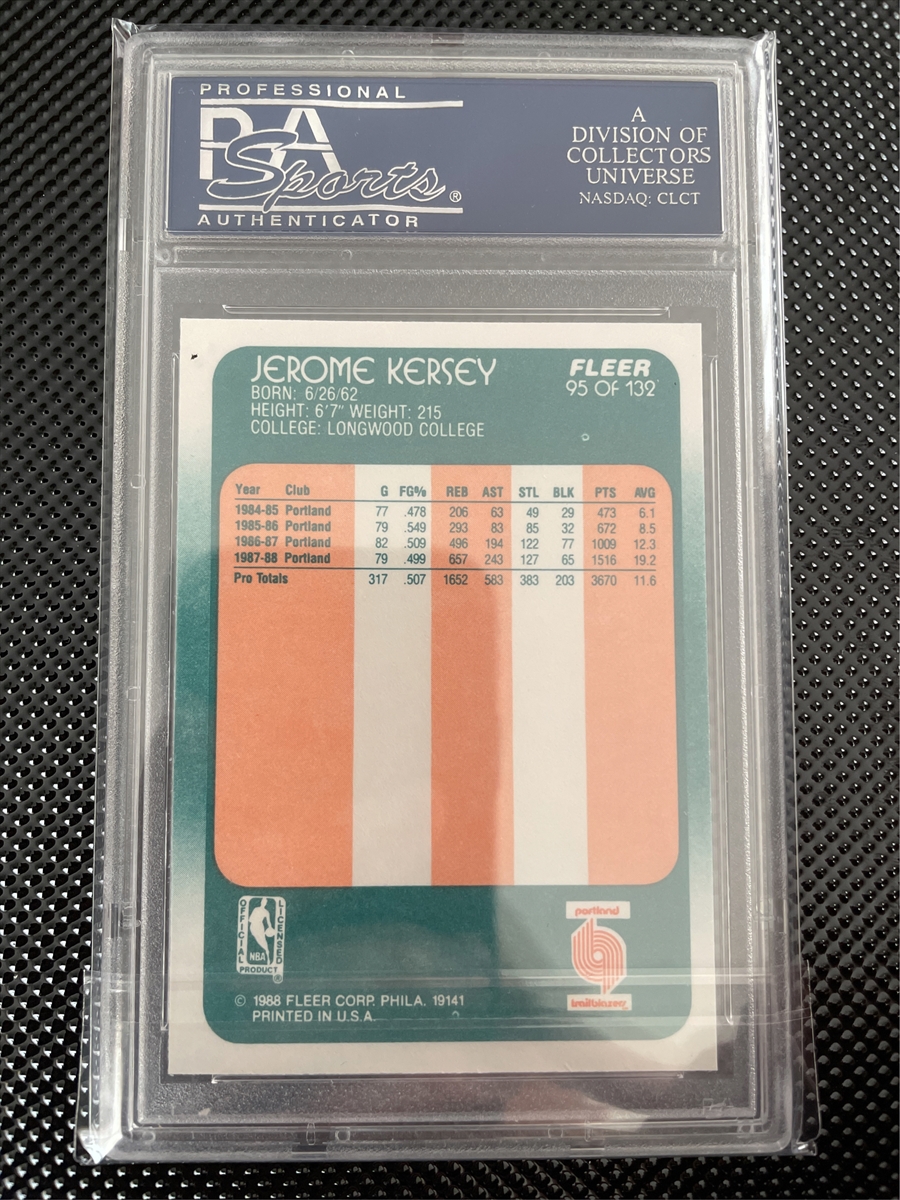 PROFESSIONAL
PSA
Sports®
AUTHENTICATOR
A
DIVISION OF
COLLECTORS
UNIVERSE
NASDAQ: CLCT
JEROME KERSEY
BORN: 6/26/62
HEIGHT: 6'7" WEIGHT: 215
COLLEGE: LONGWOOD COLLEGE
FLEER
95 OF 132
Year Club G FG% REB AST STL BLK PTS AVG
1984-85 Portland 77 .478 206 63 49 29 473 6.1
1985-86 Portland 79 .549 293 83 85 32 672 8.5
1986-87 Portland 82 .509 496 194 122 77 1009 12.3
1987-88 Portland 79 .499 657 243 127 65 1516 19.2
Pro Totals 317 .507 1652 583 383 203 3670 11.6
OFFICIAL
LICENSED
NBA
PRODUCT ®
portland
trailblazers
© 1988 FLEER CORP. PHILA. 19141
PRINTED IN U.S.A.